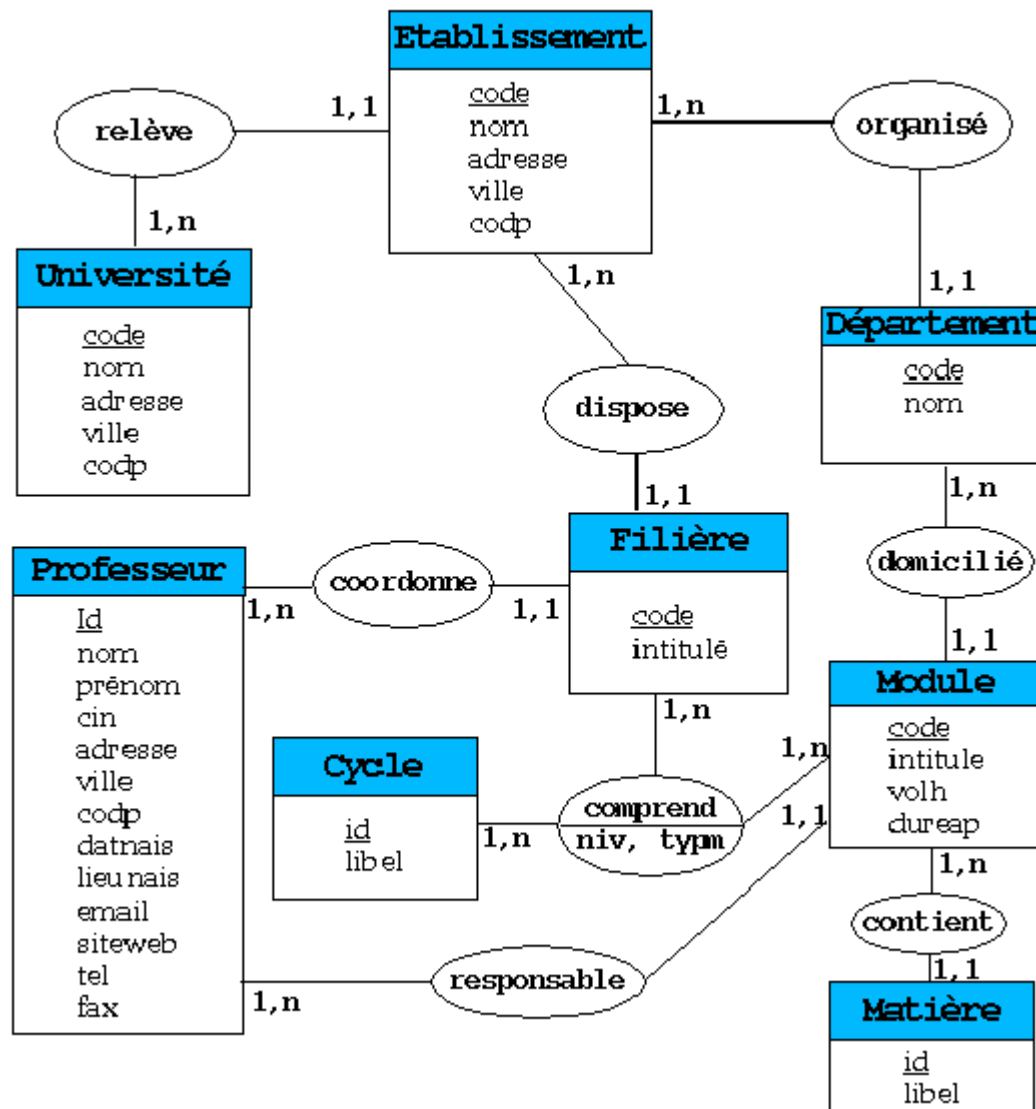 Etablissement
code
nom
adresse
ville
codp
1,1
1,n
relève
organisé
1,n
1,n
1,1
Université
code
nom
adresse
ville
codp
Département
code
nom
dispose
1,1
1,n
Filière
code
intitulé
domicilié
1,1
Professeur
Id
nom
prénom
cin
adresse
ville
codp
datnais
lieunais
email
siteweb
tel
fax
1,n
coordonne
1,1
1,n
Module
code
intitule
volh
dureap
Cycle
id
libel
1,n
comprend
niv, typm
1,n
1,1
1,n
contient
1,1
1,n
responsable
Matière
id
libel